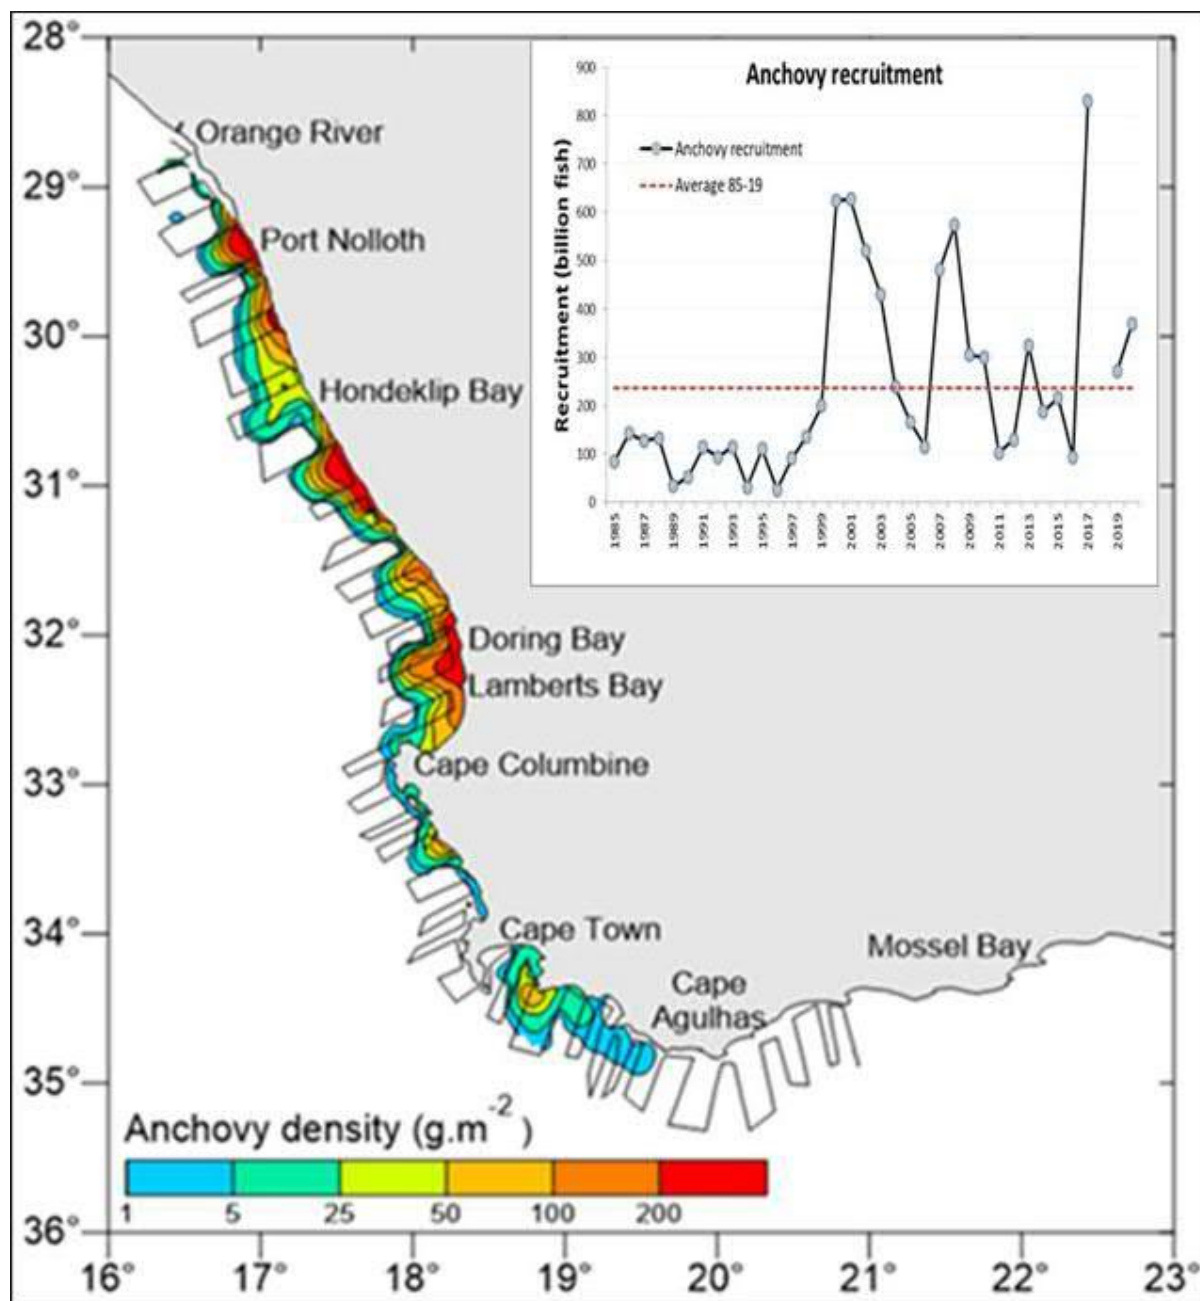 28°
29°
30°
31°
32°
33°
34°
35°
36°
16°
17°
18°
19°
20°
21°
22°
23°
Orange River
Port Nolloth
Hondeklip Bay
Doring Bay
Lamberts Bay
Cape Columbine
Cape Town
Cape
Agulhas
Mossel Bay
Anchovy density (g.m-2)
1 5 25 50 100 200
Anchovy recruitment
Recruitment (billion fish)
900
800
700
600
500
400
300
200
100
0
Anchovy recruitment
Average 85-19
1985
1987
1989
1991
1993
1995
1997
1999
2001
2003
2005
2007
2009
2011
2013
2015
2017
2019